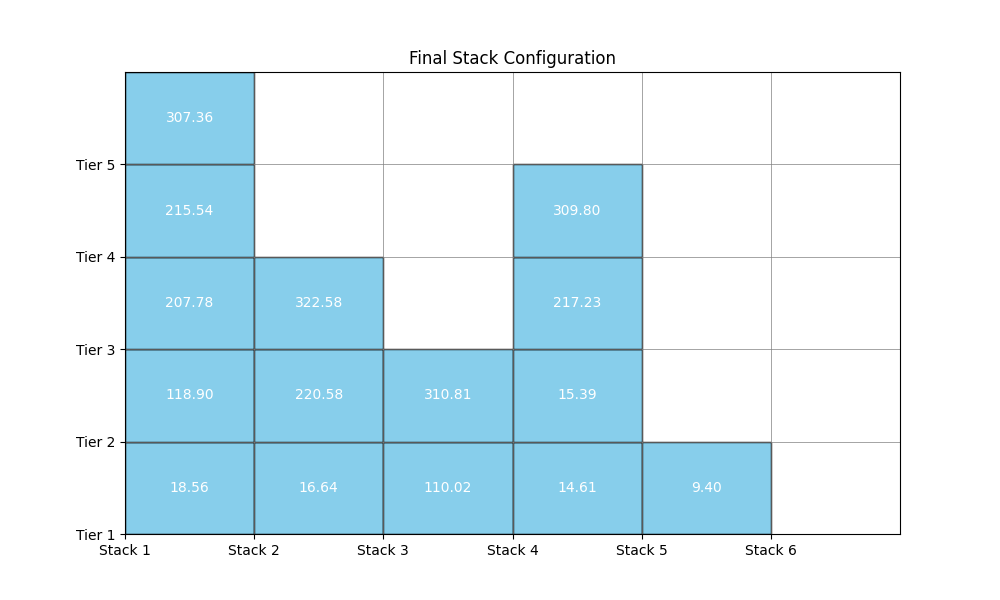 Final Stack Configuration
307.36
Tier 5
215.54 309.80
Tier 4
207.78 322.58 217.23
Tier 3
118.90 220.58 310.81 15.39
Tier 2
18.56 16.64 110.02 14.61 9.40
Tier 1
Stack 1 Stack 2 Stack 3 Stack 4 Stack 5 Stack 6